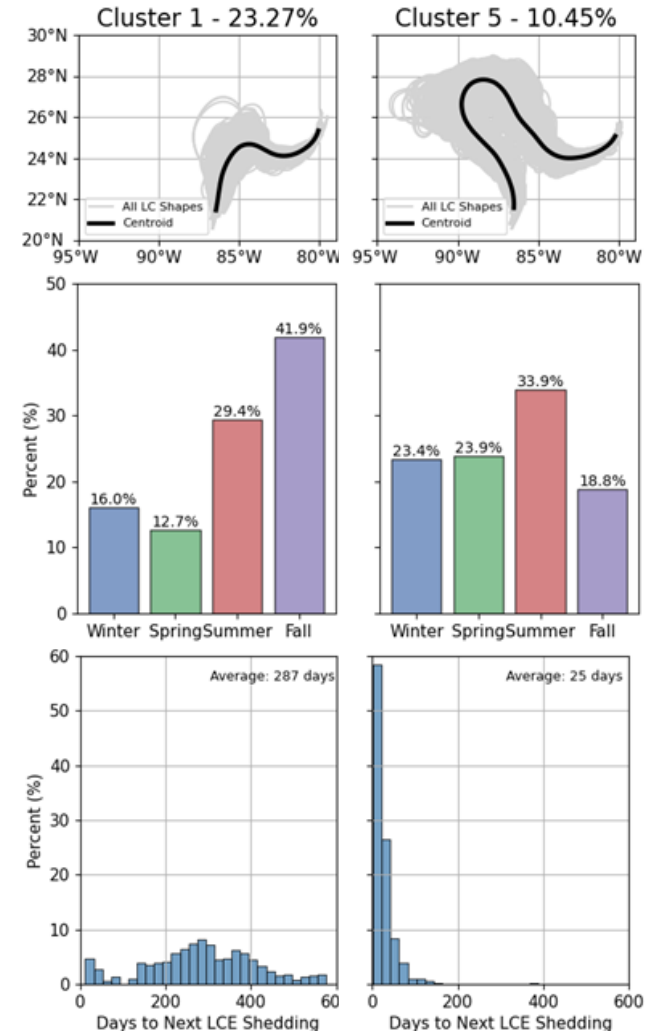 Cluster 1 - 23.27% Cluster 5 - 10.45%
30°N
28°N
26°N
24°N
22°N
20°N
All LC Shapes
Centroid
All LC Shapes
Centroid
95°W 90°W 85°W 80°W 95°W 90°W 85°W 80°W
Percent (%)
50
40
30
20
10
0
16.0%
12.7%
29.4%
41.9%
23.4%
23.9%
33.9%
18.8%
Winter Spring Summer Fall Winter Spring Summer Fall
Percent (%)
60
50
40
30
20
10
0
Average: 287 days Average: 25 days
0 200 400 60 0 200 400 600
Days to Next LCE Shedding Days to Next LCE Shedding